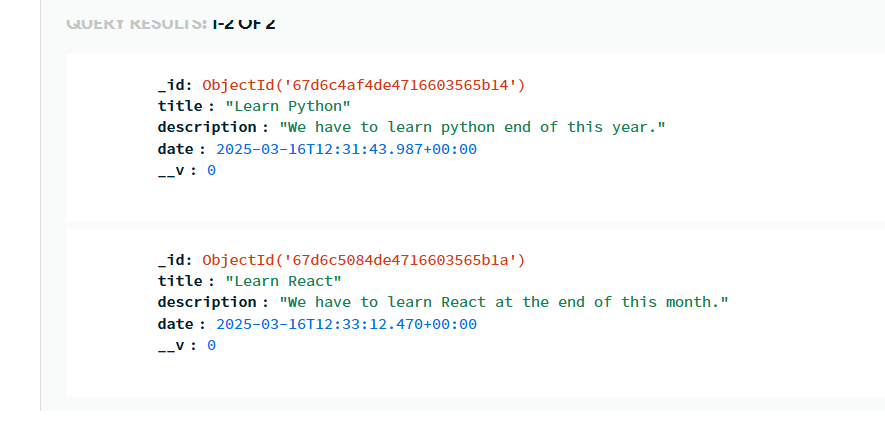 QUERY RESULTS: 1-2 OF 2
_id: ObjectId('67d6c4af4de4716603565b14')
title : "Learn Python"
description : "We have to learn python end of this year."
date : 2025-03-16T12:31:43.987+00:00
__v : 0
_id: ObjectId('67d6c5084de4716603565b1a')
title : "Learn React"
description : "We have to learn React at the end of this month."
date : 2025-03-16T12:33:12.470+00:00
__v : 0